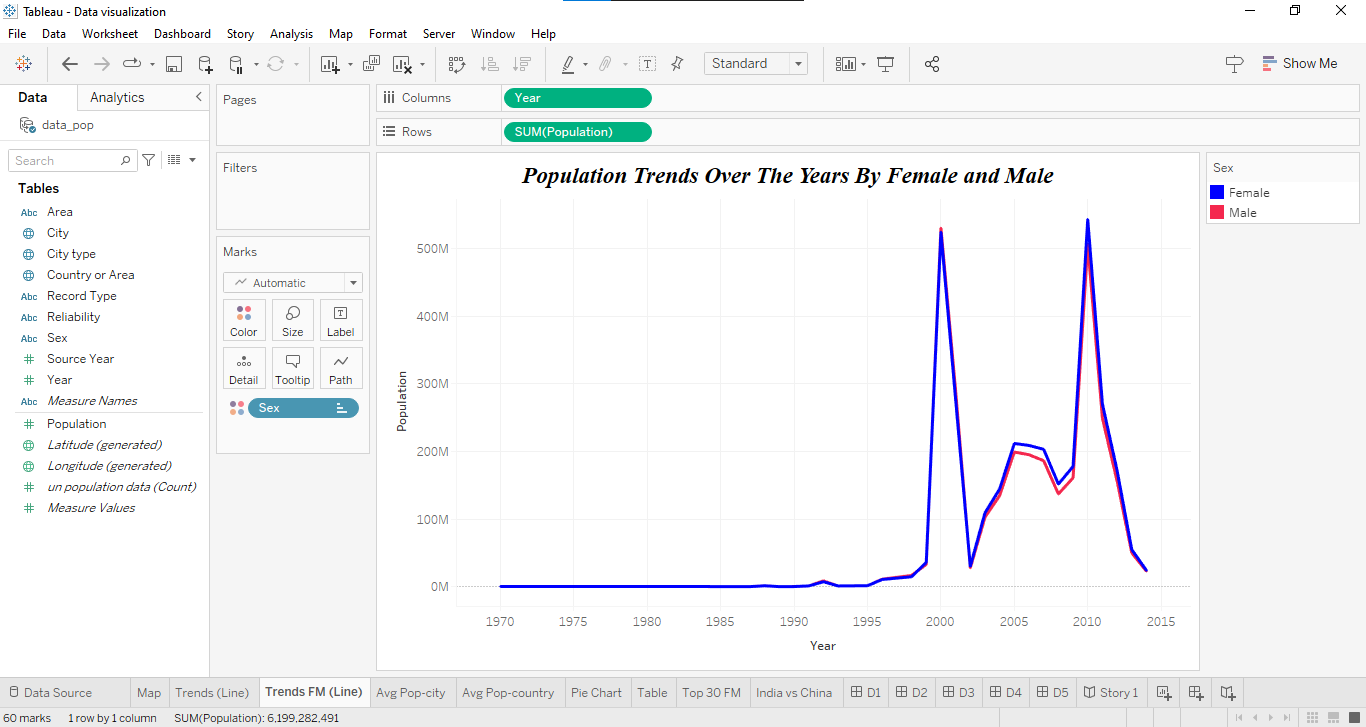 Tableau - Data visualization
File Data Worksheet Dashboard Story Analysis Map Format Server Window Help
Standard
Show Me
Data Analytics
data_pop
Search
Tables
Abc Area
City
City type
Country or Area
Abc Record Type
Abc Reliability
Abc Sex
# Source Year
# Year
Abc Measure Names
# Population
Latitude (generated)
Longitude (generated)
# un population data (Count)
# Measure Values
Pages
Filters
Marks
Automatic
Color Size Label
Detail Tooltip Path
Sex
Columns Year
Rows SUM(Population)
Population Trends Over The Years By Female and Male
Population
500M
400M
300M
200M
100M
0M
1970 1975 1980 1985 1990 1995 2000 2005 2010 2015
Year
Sex
Female
Male
Data Source Map Trends (Line) Trends FM (Line) Avg Pop-city Avg Pop-country Pie Chart Table Top 30 FM India vs China D1 D2 D3 D4 D5 Story 1
60 marks 1 row by 1 column SUM(Population): 6,199,282,491